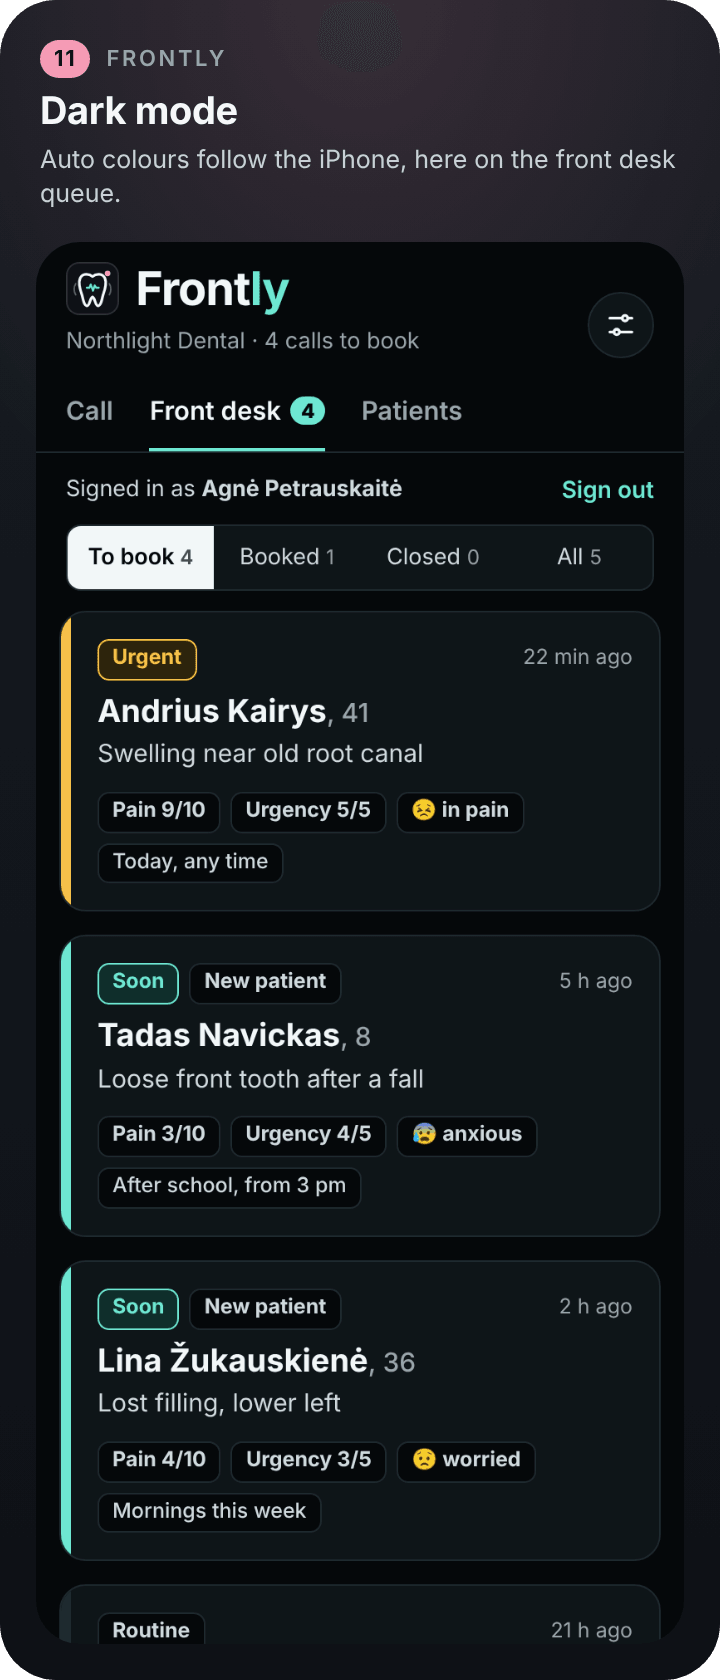 11 FRONTLY
Dark mode
Auto colours follow the iPhone, here on the front desk
queue.
Frontly
Northlight Dental · 4 calls to book
Call Front desk 4 Patients
Signed in as Agnė Petrauskaitė Sign out
To book 4 Booked 1 Closed 0 All 5
Urgent 22 min ago
Andrius Kairys, 41
Swelling near old root canal
Pain 9/10 Urgency 5/5 😣 in pain
Today, any time
Soon New patient 5 h ago
Tadas Navickas, 8
Loose front tooth after a fall
Pain 3/10 Urgency 4/5 😰 anxious
After school, from 3 pm
Soon New patient 2 h ago
Lina Žukauskienė, 36
Lost filling, lower left
Pain 4/10 Urgency 3/5 😟 worried
Mornings this week
Routine 21 h ago